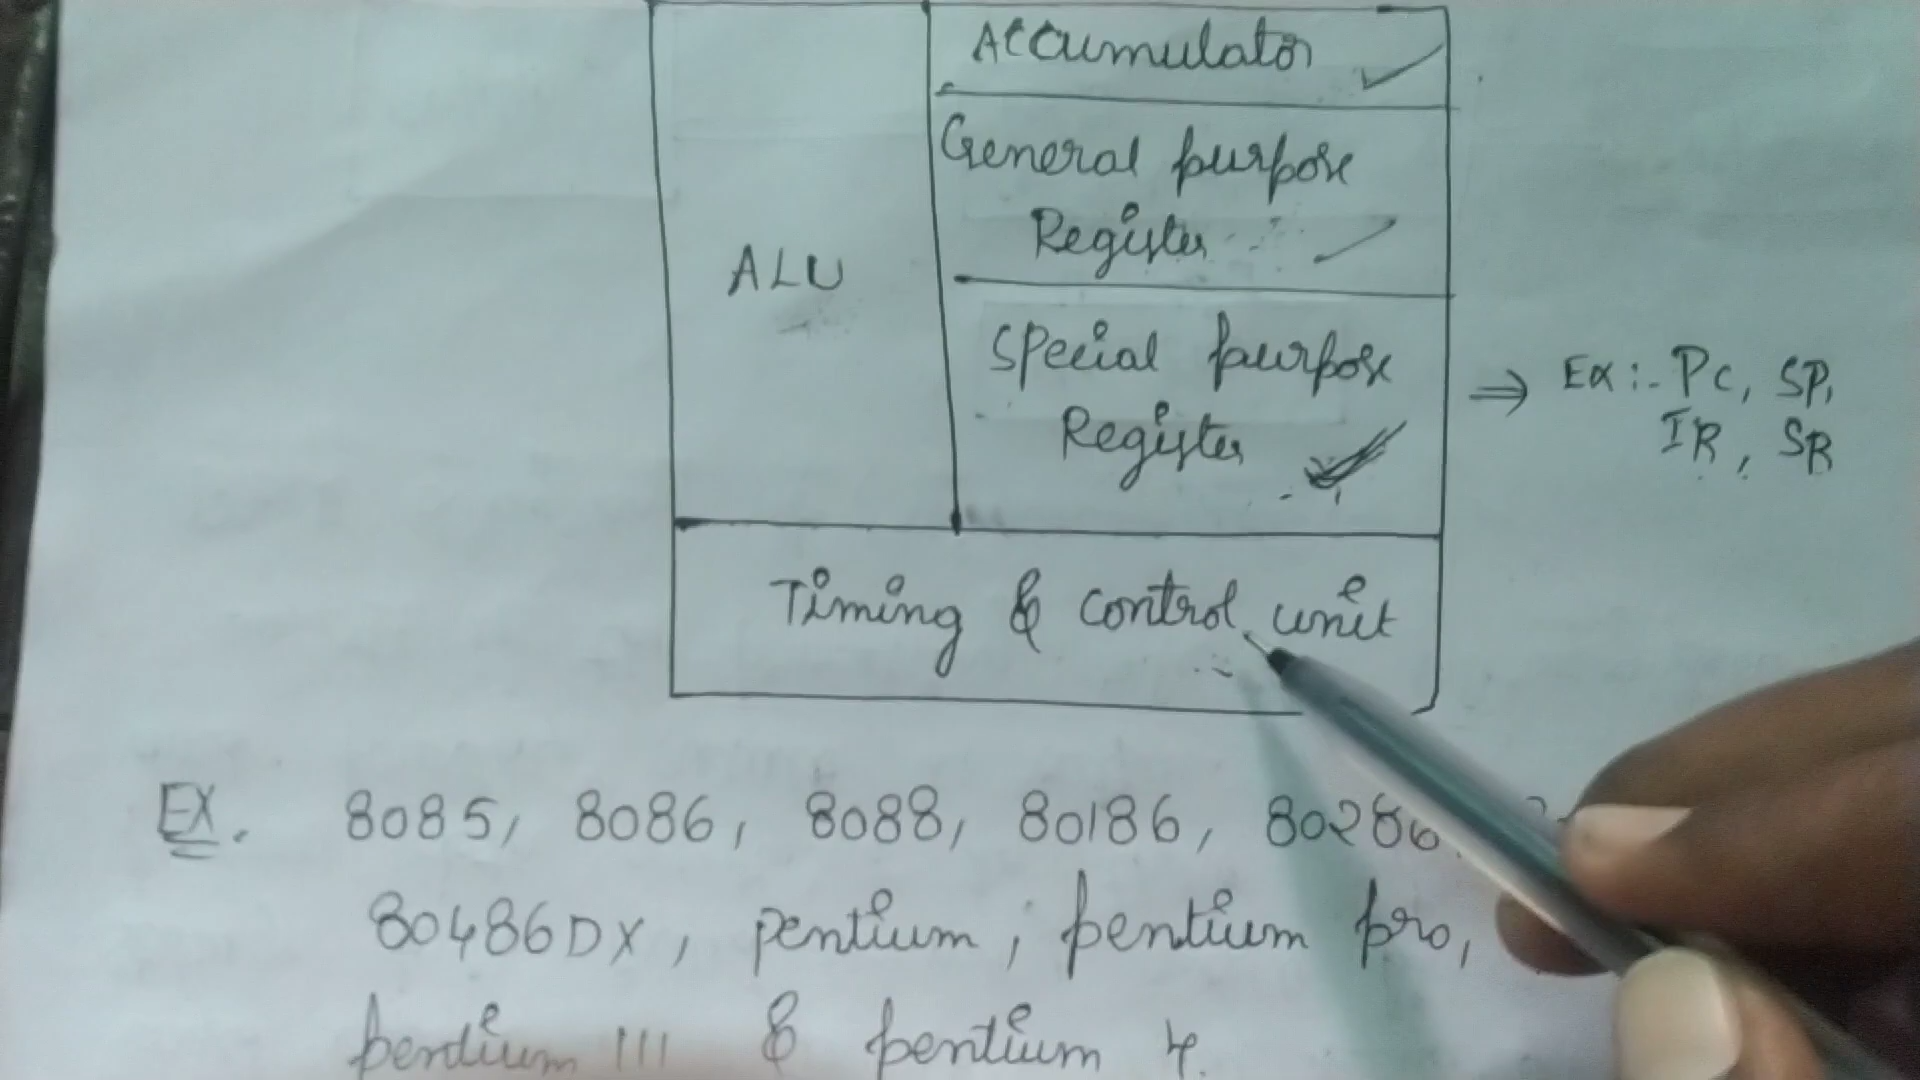 Accumulator
General purpose
Register
ALU
Special purpose
Register
⇒ Ex:- PC, SP,
IR, SR
Timing & control unit
EX. 8085, 8086, 8088, 80186, 80286
80486DX, pentium, pentium pro,
pentium III & pentium 4.